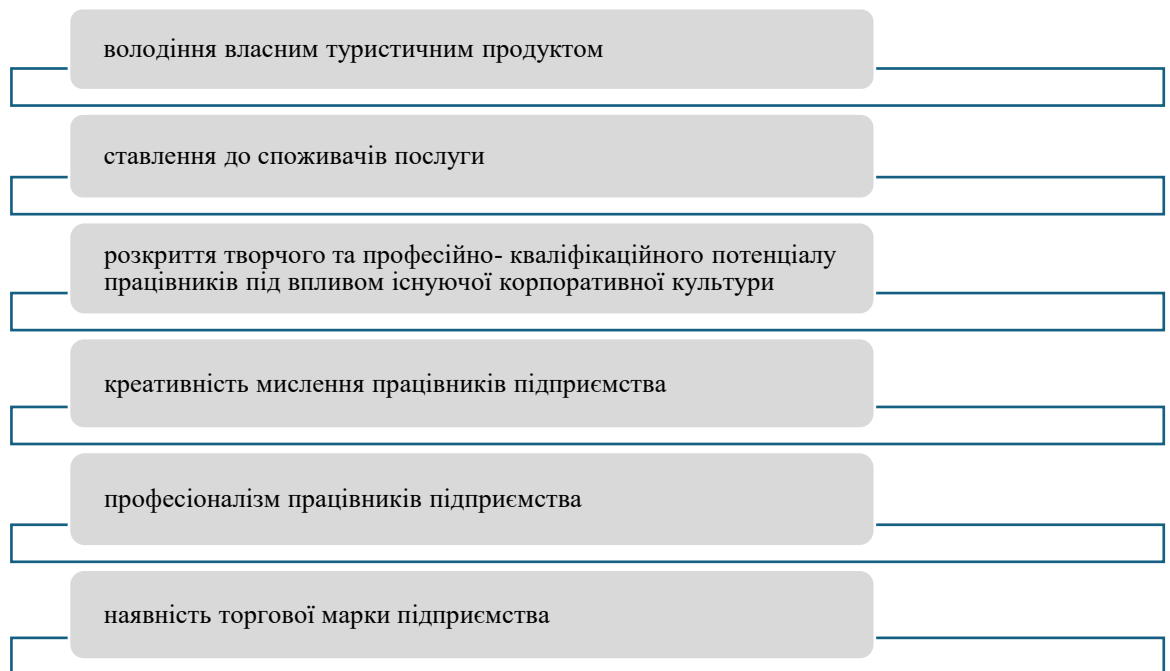 володіння власним туристичним продуктом
ставлення до споживачів послуги
розкриття творчого та професійно- кваліфікаційного потенціалу
працівників під впливом існуючої корпоративної культури
креативність мислення працівників підприємства
професіоналізм працівників підприємства
наявність торгової марки підприємства